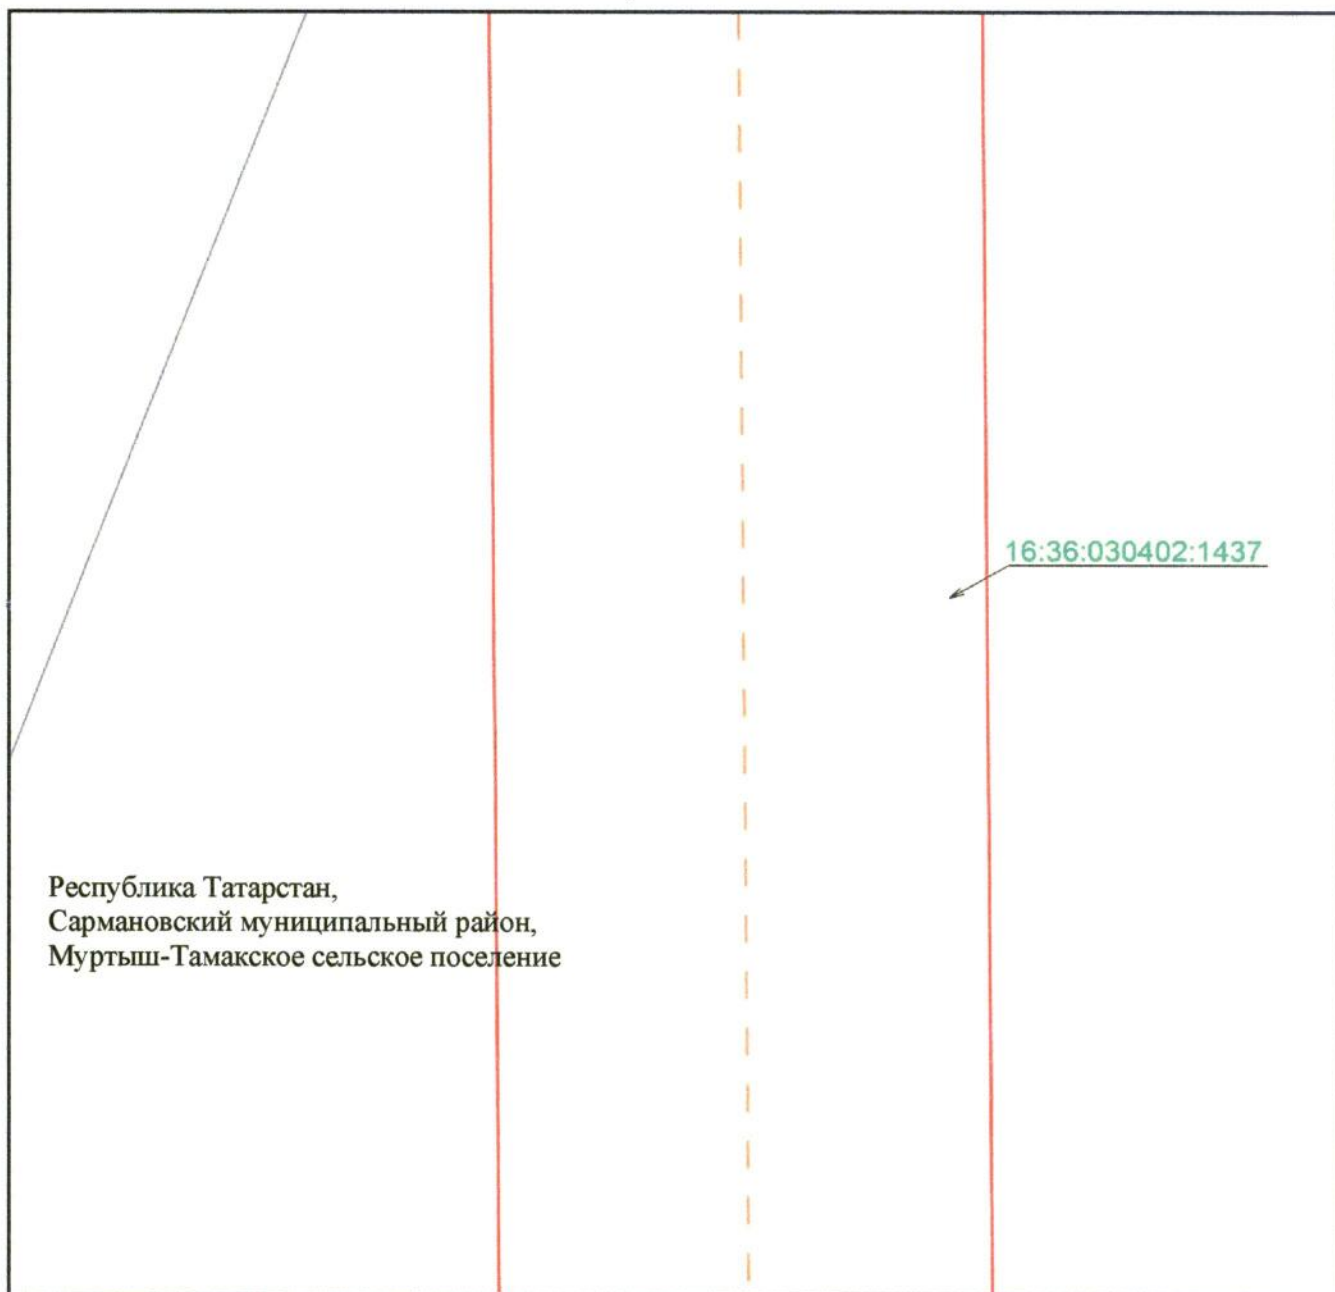 16:36:030402:1437
Республика Татарстан,
Сармановский муниципальный район,
Муртыш-Тамакское сельское поселение